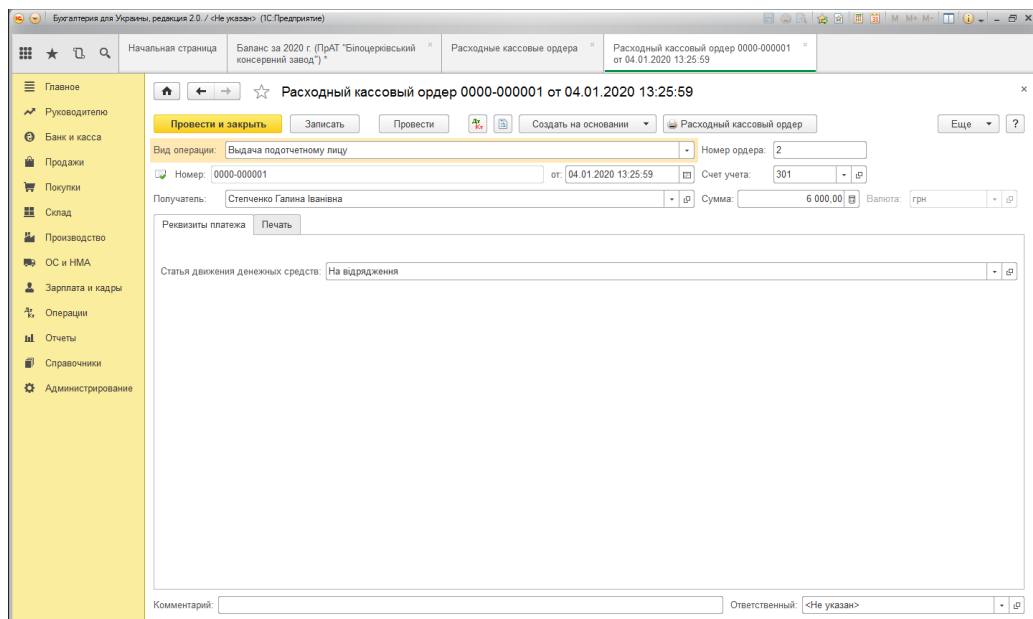 Бухгалтерия для Украины, редакция 2.0. / <Не указан> (1С:Предприятие)
M M+ M-
Начальная страница
Баланс за 2020 г. (ПрАТ "Білоцерківський консервний завод") *
Расходные кассовые ордера
Расходный кассовый ордер 0000-000001 от 04.01.2020 13:25:59
Главное
Руководителю
Банк и касса
Продажи
Покупки
Склад
Производство
ОС и НМА
Зарплата и кадры
Операции
Отчеты
Справочники
Администрирование
Расходный кассовый ордер 0000-000001 от 04.01.2020 13:25:59
Провести и закрыть Записать Провести Дт Кт Создать на основании Расходный кассовый ордер Еще ?
Вид операции: Выдача подотчетному лицу Номер ордера: 2
Номер: 0000-000001 от: 04.01.2020 13:25:59 Счет учета: 301
Получатель: Степченко Галина Іванівна Сумма: 6 000,00 Валюта: грн
Реквизиты платежа Печать
Статья движения денежных средств: На відрядження
Комментарий: Ответственный: <Не указан>